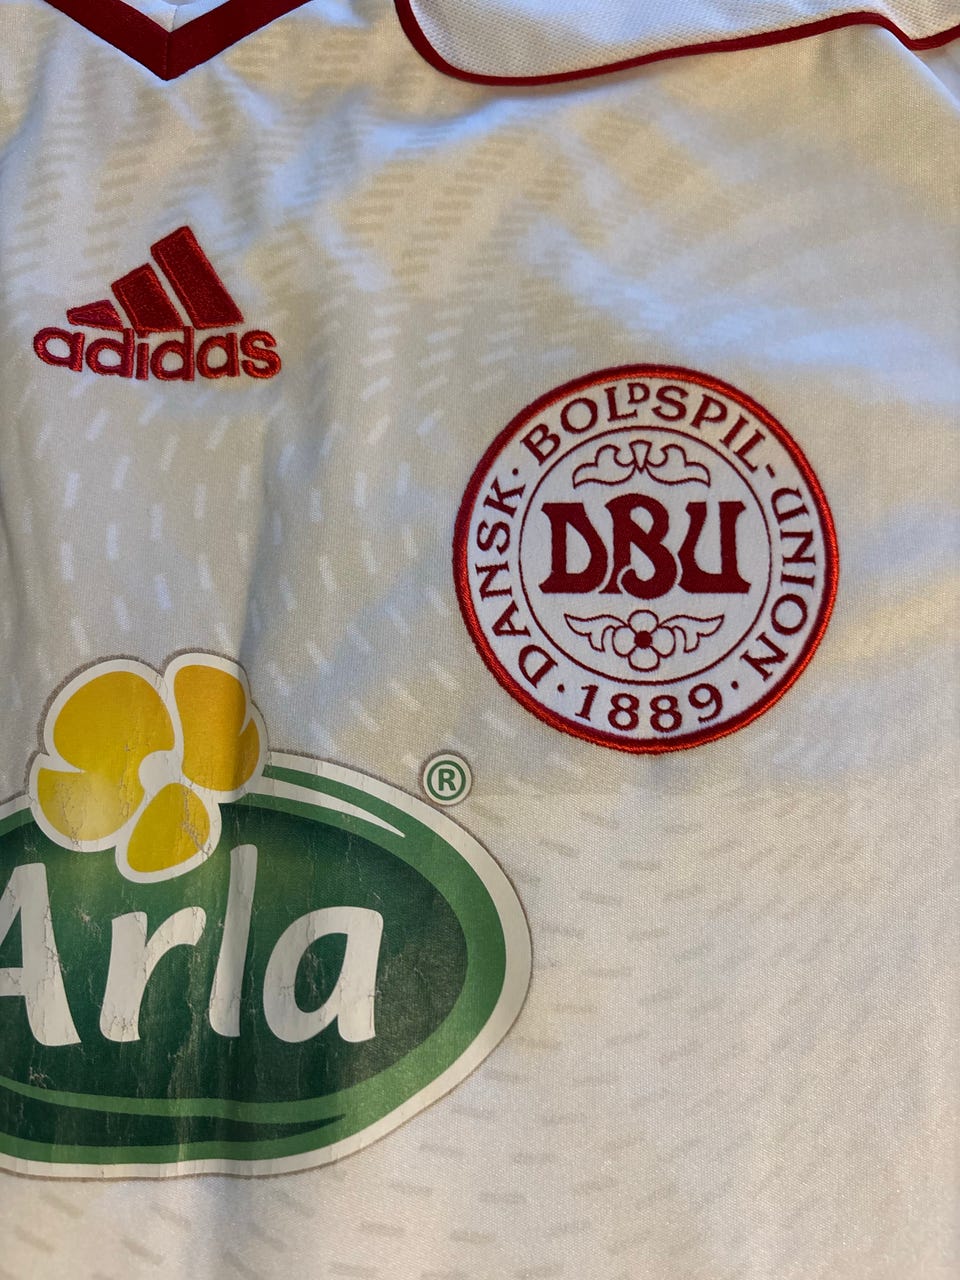 adidas
DANSK · BOLDSPIL-UNION · 1889 ·
DBU
Arla
®